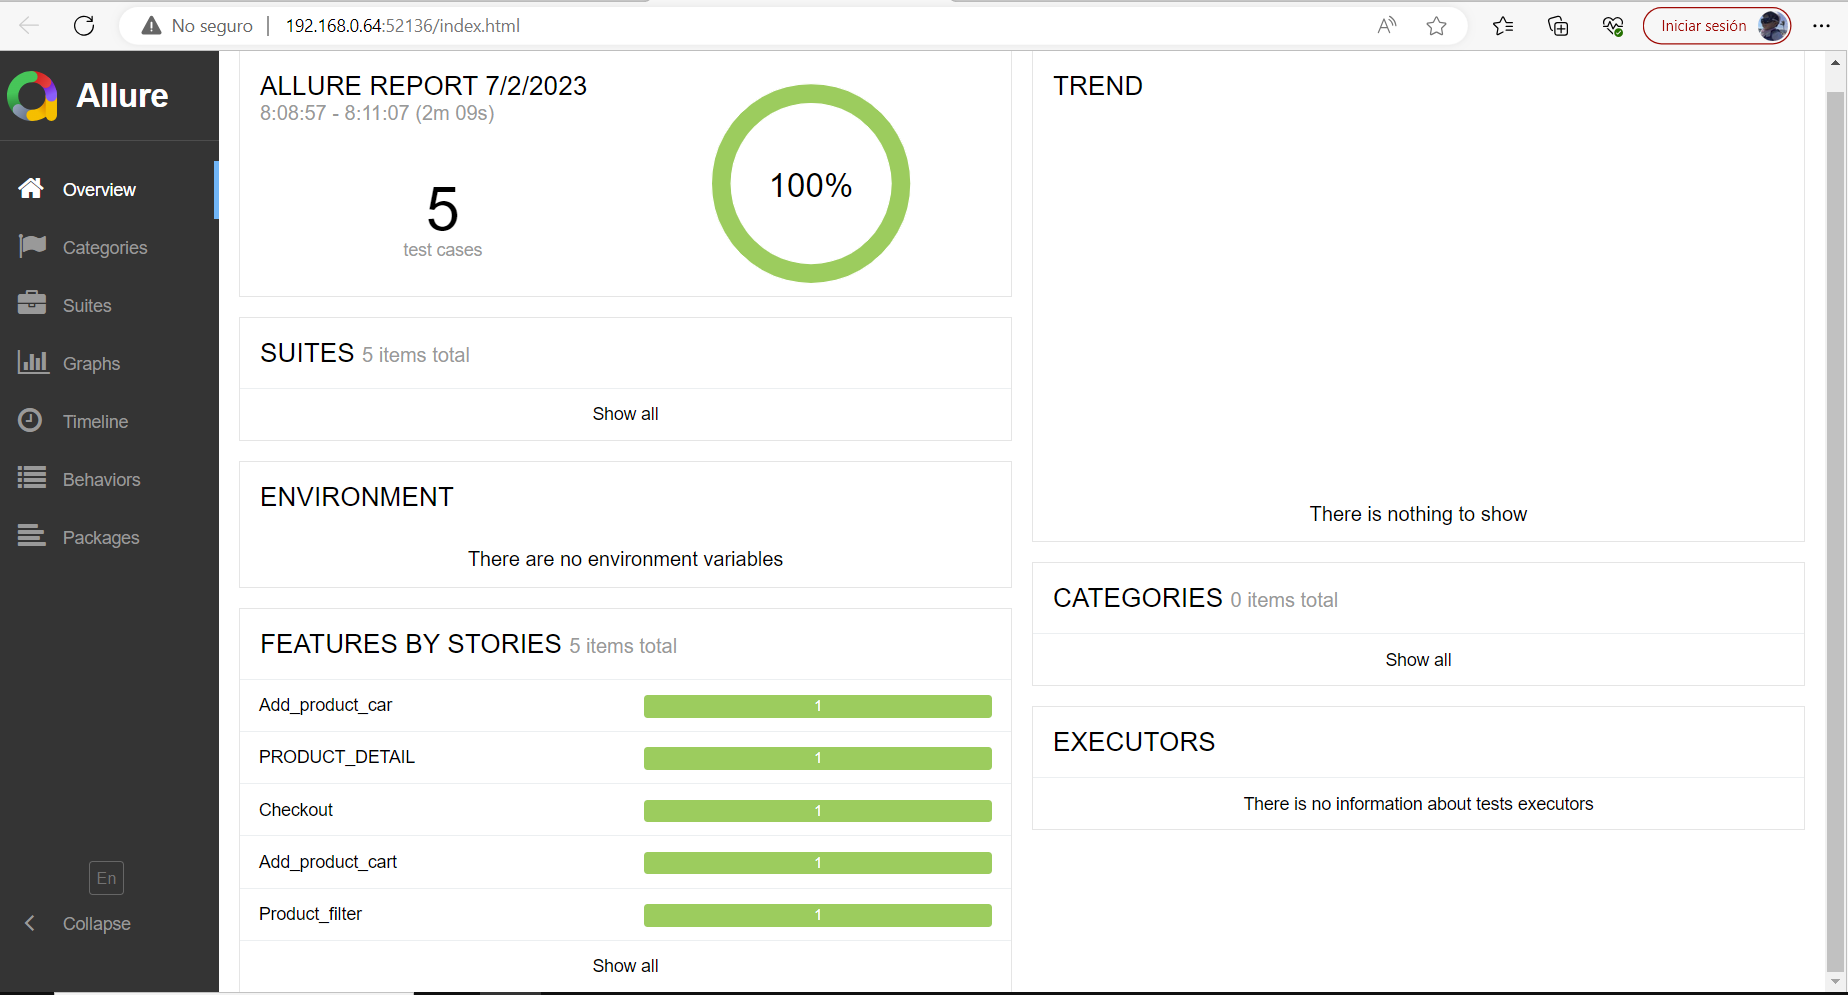 No seguro
192.168.0.64:52136/index.html
Iniciar sesión
Allure
Overview
Categories
Suites
Graphs
Timeline
Behaviors
Packages
En
Collapse
ALLURE REPORT 7/2/2023
8:08:57 - 8:11:07 (2m 09s)
5
test cases
100%
SUITES 5 items total
Show all
ENVIRONMENT
There are no environment variables
FEATURES BY STORIES 5 items total
Add_product_car 1
PRODUCT_DETAIL 1
Checkout 1
Add_product_cart 1
Product_filter 1
Show all
TREND
There is nothing to show
CATEGORIES 0 items total
Show all
EXECUTORS
There is no information about tests executors